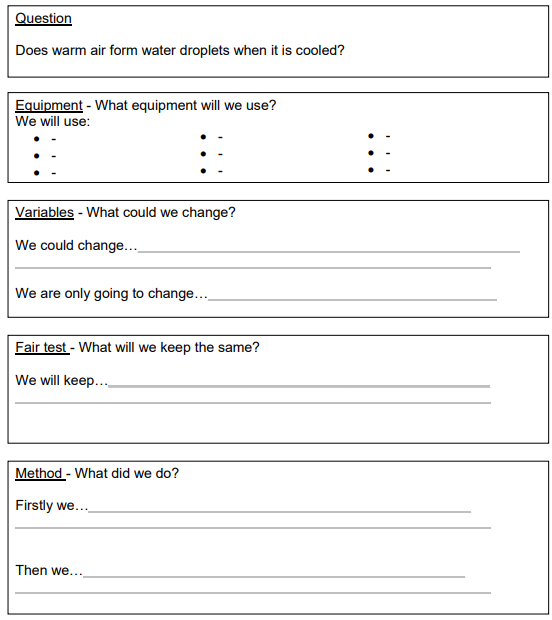 Question
Does warm air form water droplets when it is cooled?
Equipment - What equipment will we use?
We will use:
• - • - • -
• - • - • -
• - • - • -
Variables - What could we change?
We could change…
We are only going to change…
Fair test - What will we keep the same?
We will keep…
Method - What did we do?
Firstly we…
Then we…